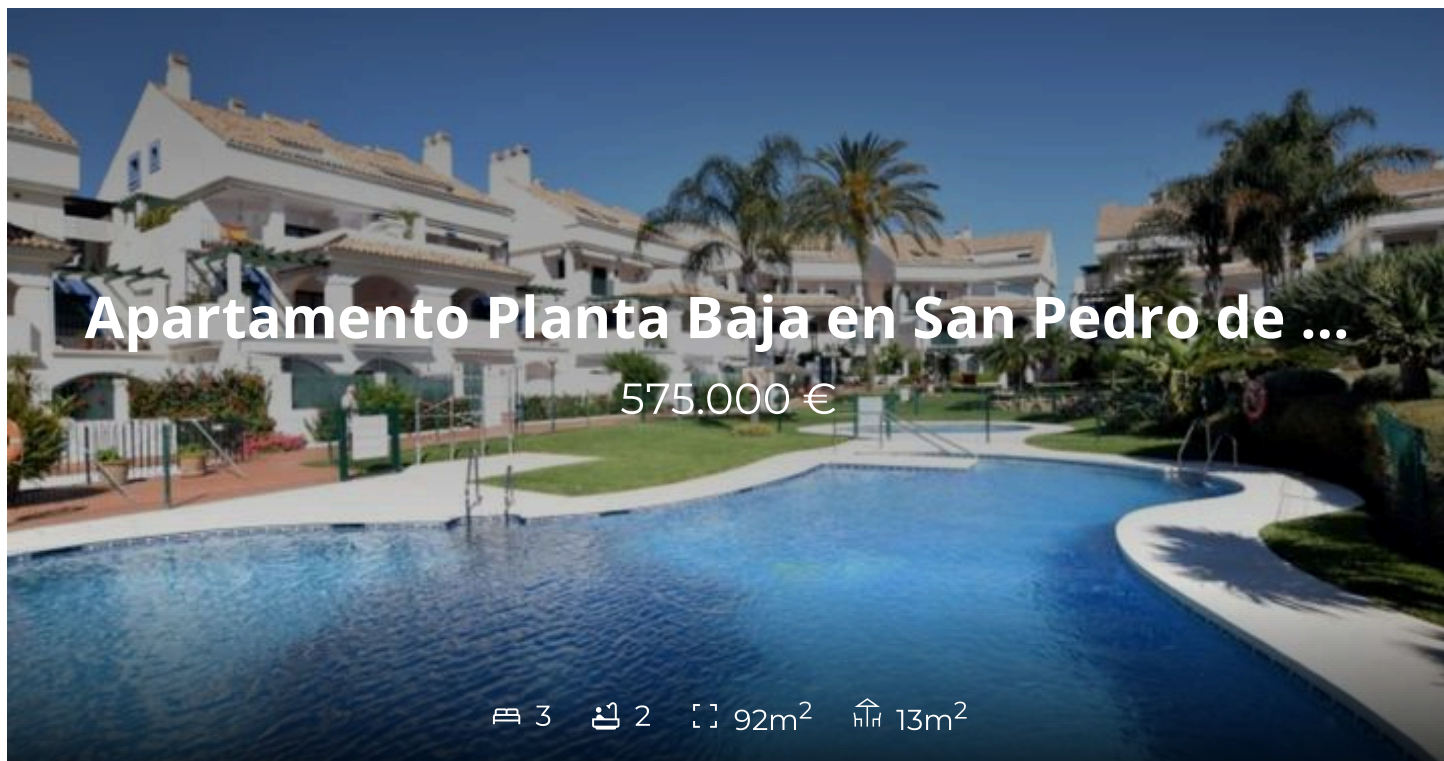 Apartamento Planta Baja en San Pedro de ...
575.000 €
3 2 92m² 13m²